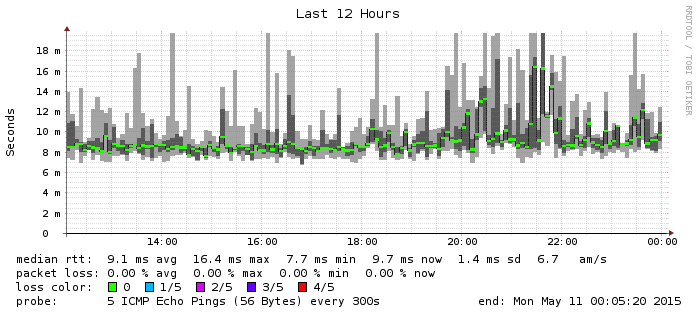 Last 12 Hours
RRDTOOL / TOBI OETIKER
Seconds
18 m
16 m
14 m
12 m
10 m
8 m
6 m
4 m
2 m
0
14:00 16:00 18:00 20:00 22:00 00:00
median rtt: 9.1 ms avg 16.4 ms max 7.7 ms min 9.7 ms now 1.4 ms sd 6.7 am/s
packet loss: 0.00 % avg 0.00 % max 0.00 % min 0.00 % now
loss color: 0 1/5 2/5 3/5 4/5
probe: 5 ICMP Echo Pings (56 Bytes) every 300s end: Mon May 11 00:05:20 2015